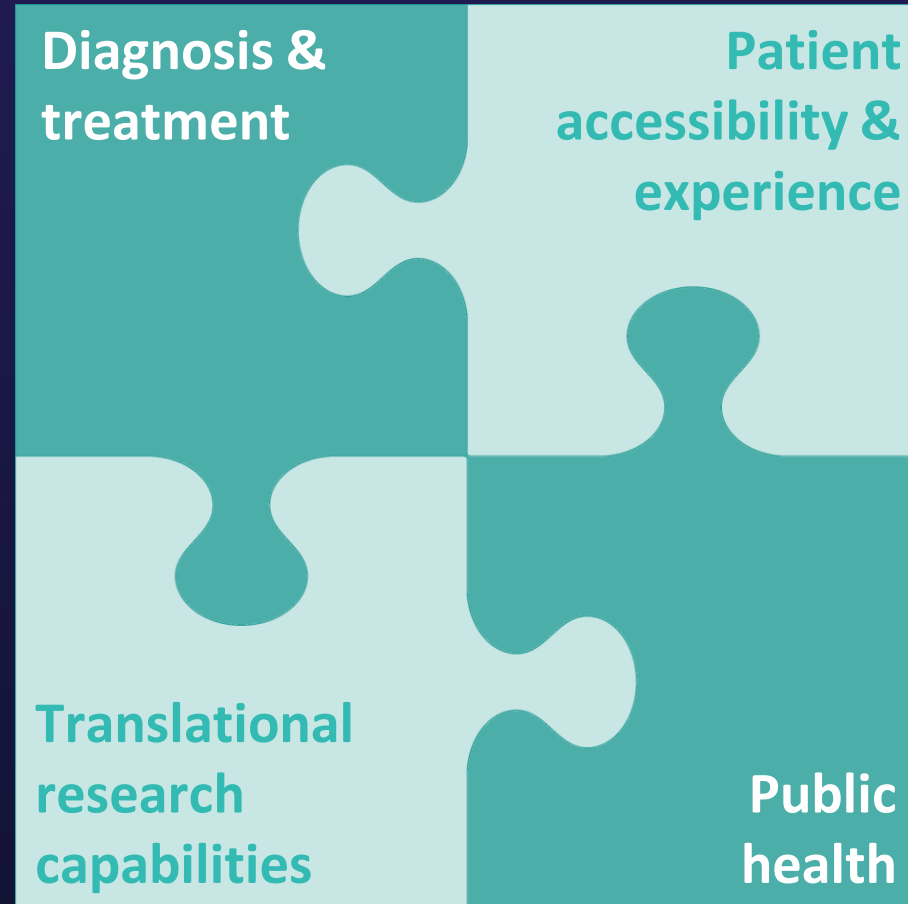 Diagnosis &
treatment
Patient
accessibility &
experience
Translational
research
capabilities
Public
health